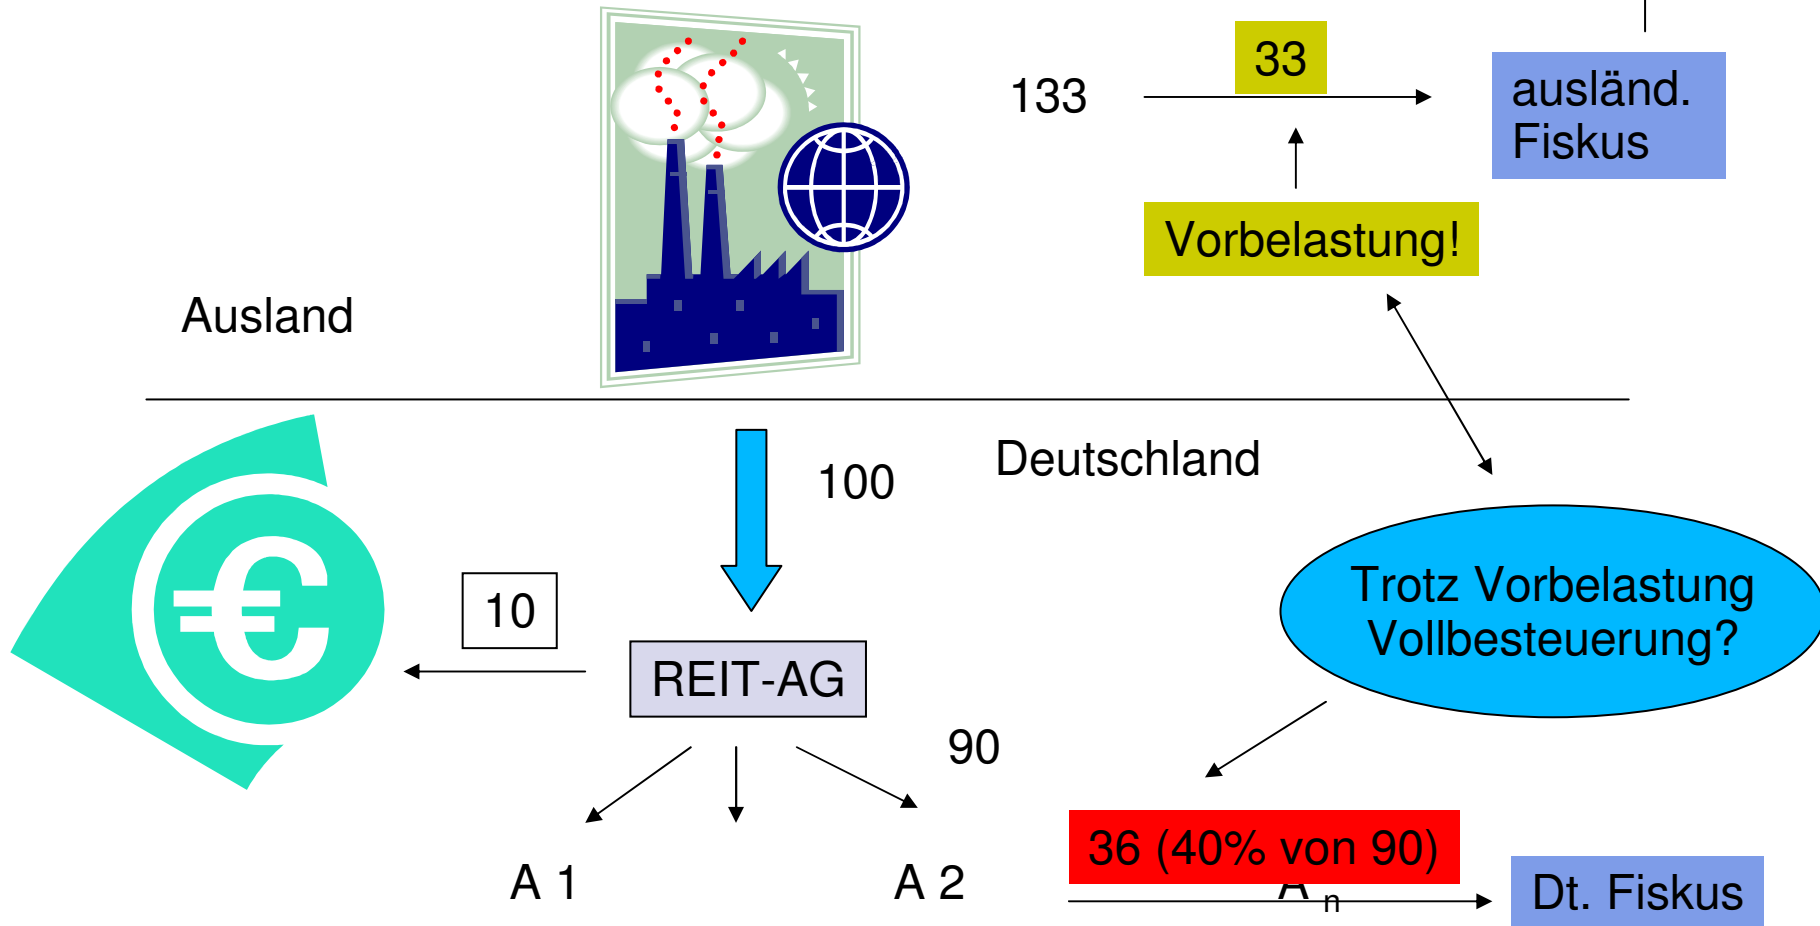 33
133
ausländ.
Fiskus
Vorbelastung!
Ausland
Deutschland
100
€
10
Trotz Vorbelastung
Vollbesteuerung?
REIT-AG
90
36 (40% von 90)
A 1
A 2
A n
Dt. Fiskus